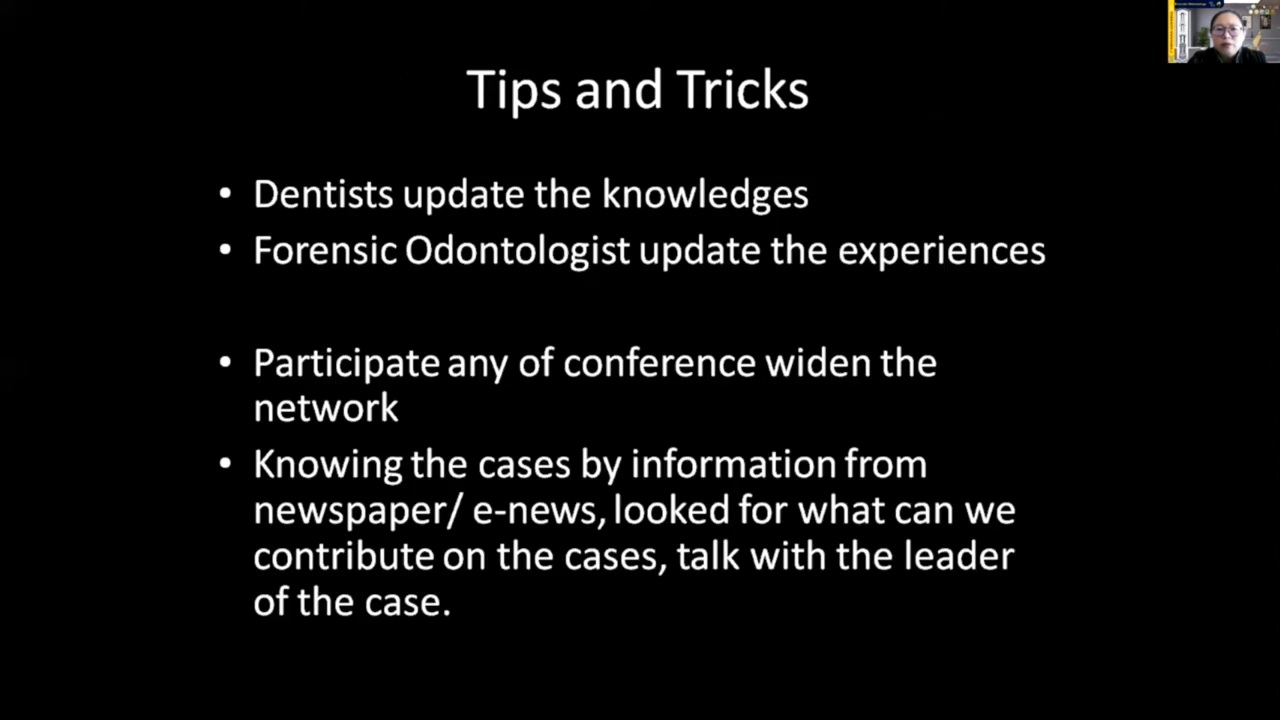 Tips and Tricks
• Dentists update the knowledges
• Forensic Odontologist update the experiences
• Participate any of conference widen the
network
• Knowing the cases by information from
newspaper/ e-news, looked for what can we
contribute on the cases, talk with the leader
of the case.